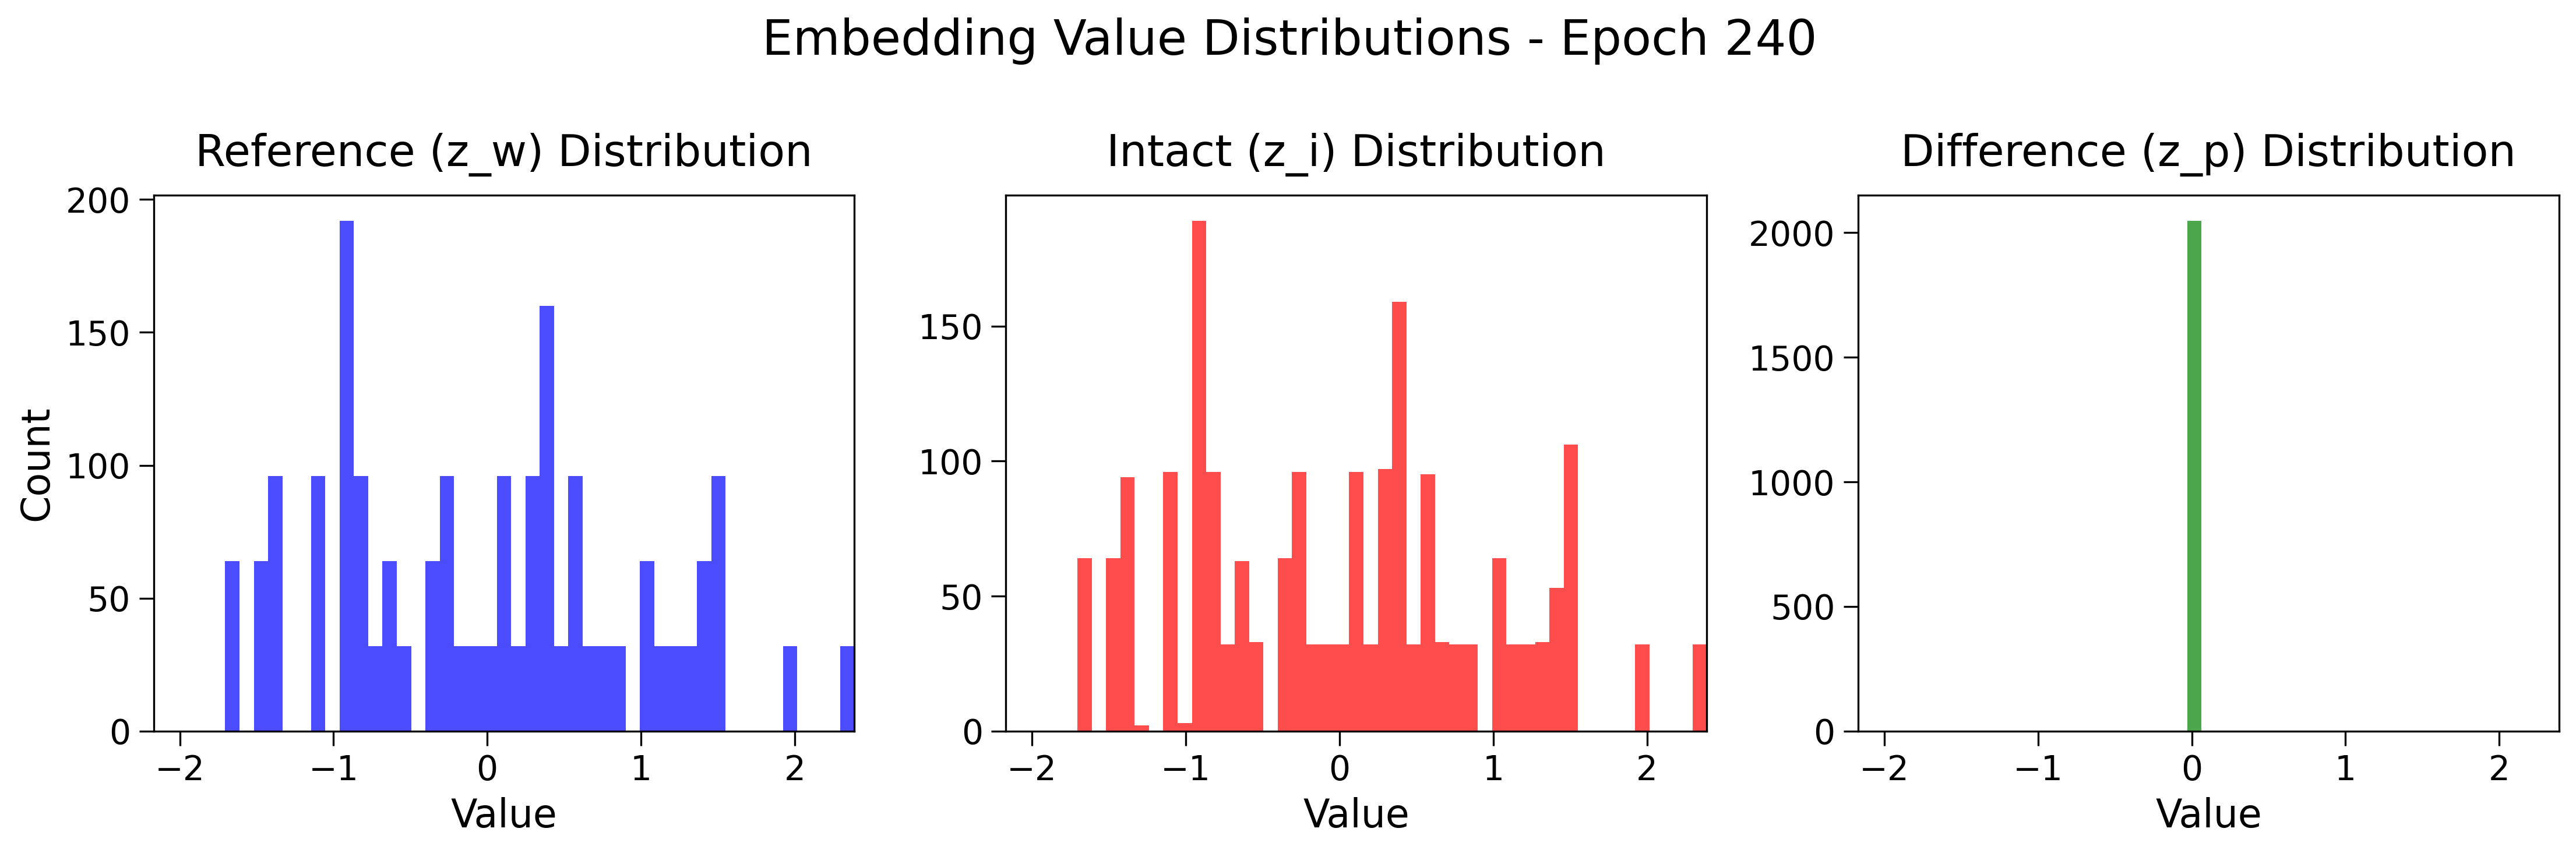 Embedding Value Distributions - Epoch 240
Reference (z_w) Distribution
Intact (z_i) Distribution
Difference (z_p) Distribution
Count
200
150
100
50
0
−2 −1 0 1 2
Value
150
100
50
0
−2 −1 0 1 2
Value
2000
1500
1000
500
0
−2 −1 0 1 2
Value